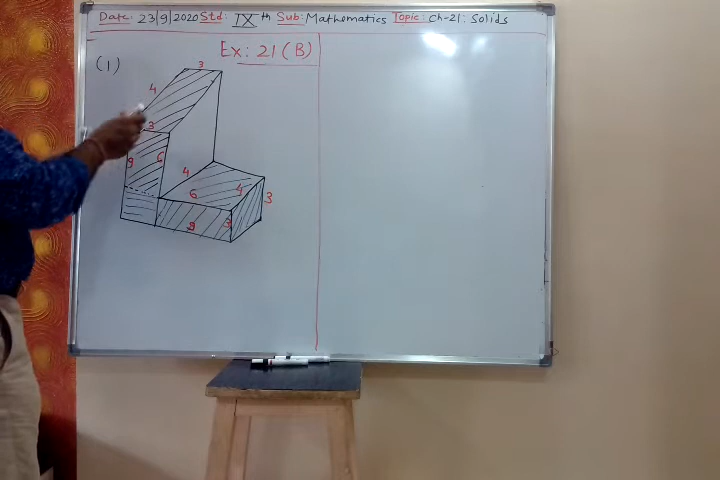 Date: 23|9|2020 Std: IXth Sub: Mathematics Topic: Ch-21: Solids
Ex: 21 (B)
(1)
3
4
3
9 6
4
6 4 3
9 3